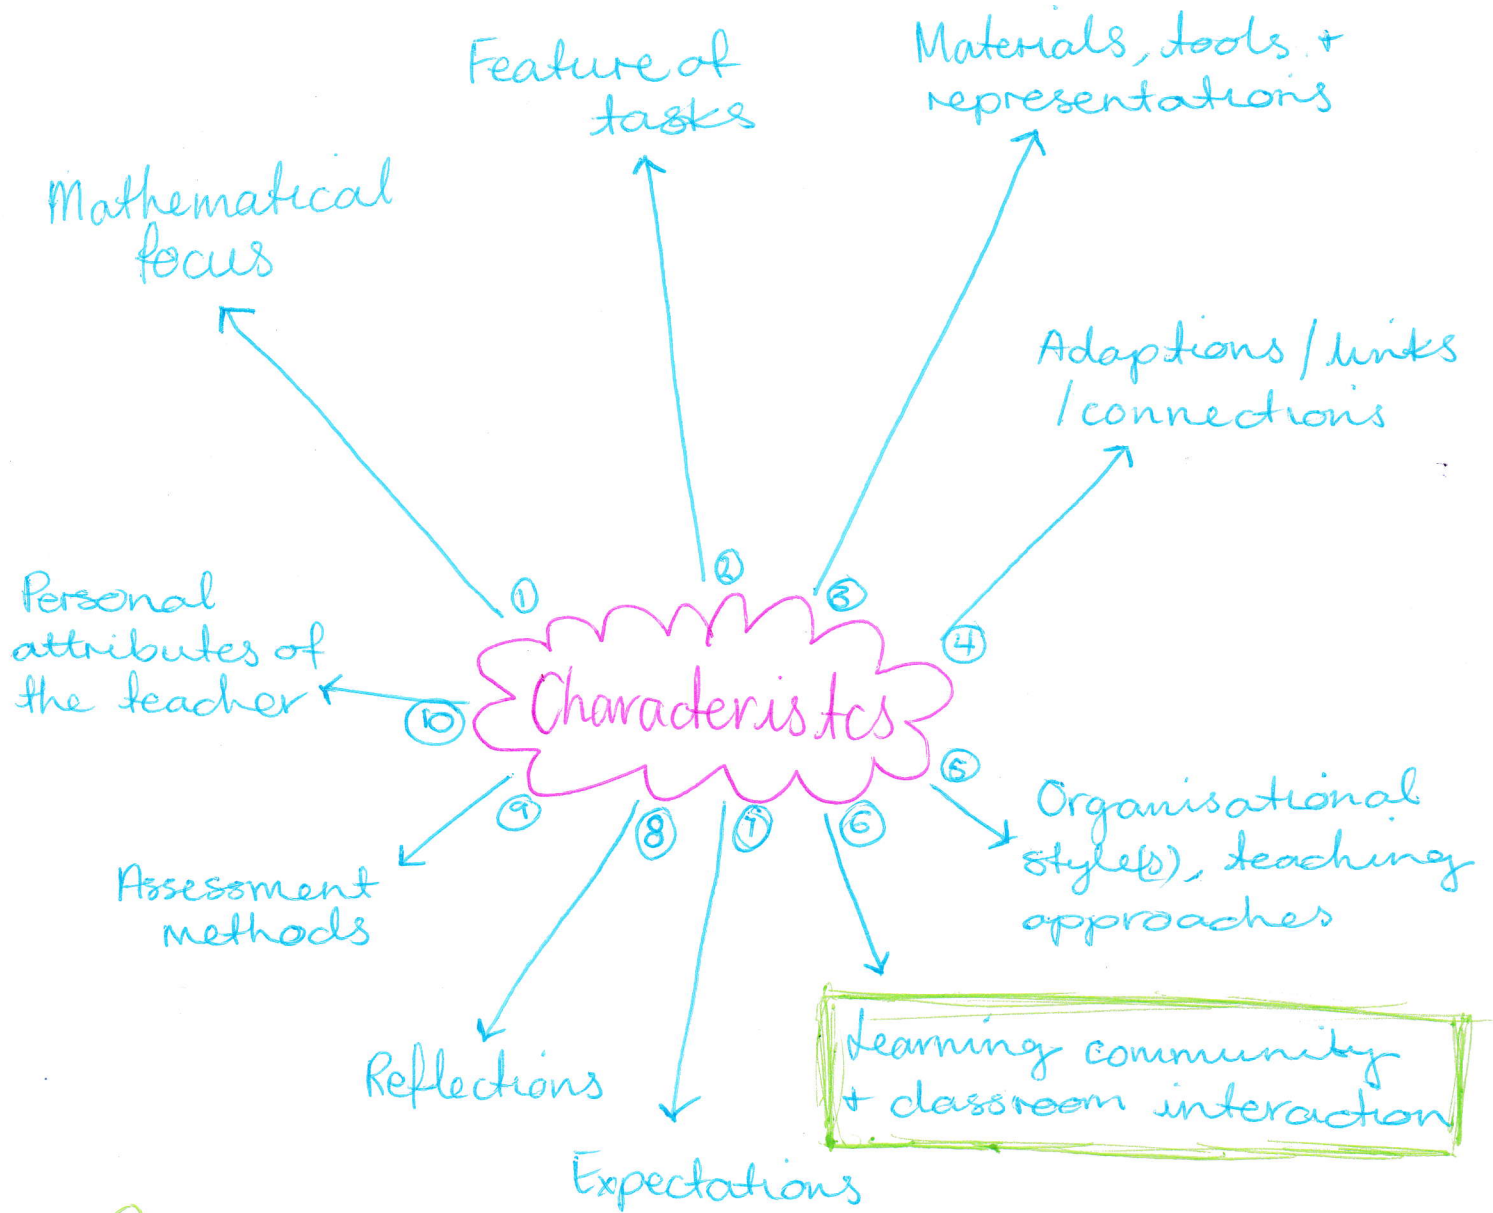 Feature of
tasks
Materials, tools +
representations
Mathematical
focus
Adaptions / links
/ connections
①
②
③
④
Personal
attributes of
the teacher
⑩
Characteristcs
⑤
Organisational
style(s), teaching
approaches
⑨
⑧
⑦
⑥
Assessment
methods
Learning community
+ classroom interaction
Reflections
Expectations